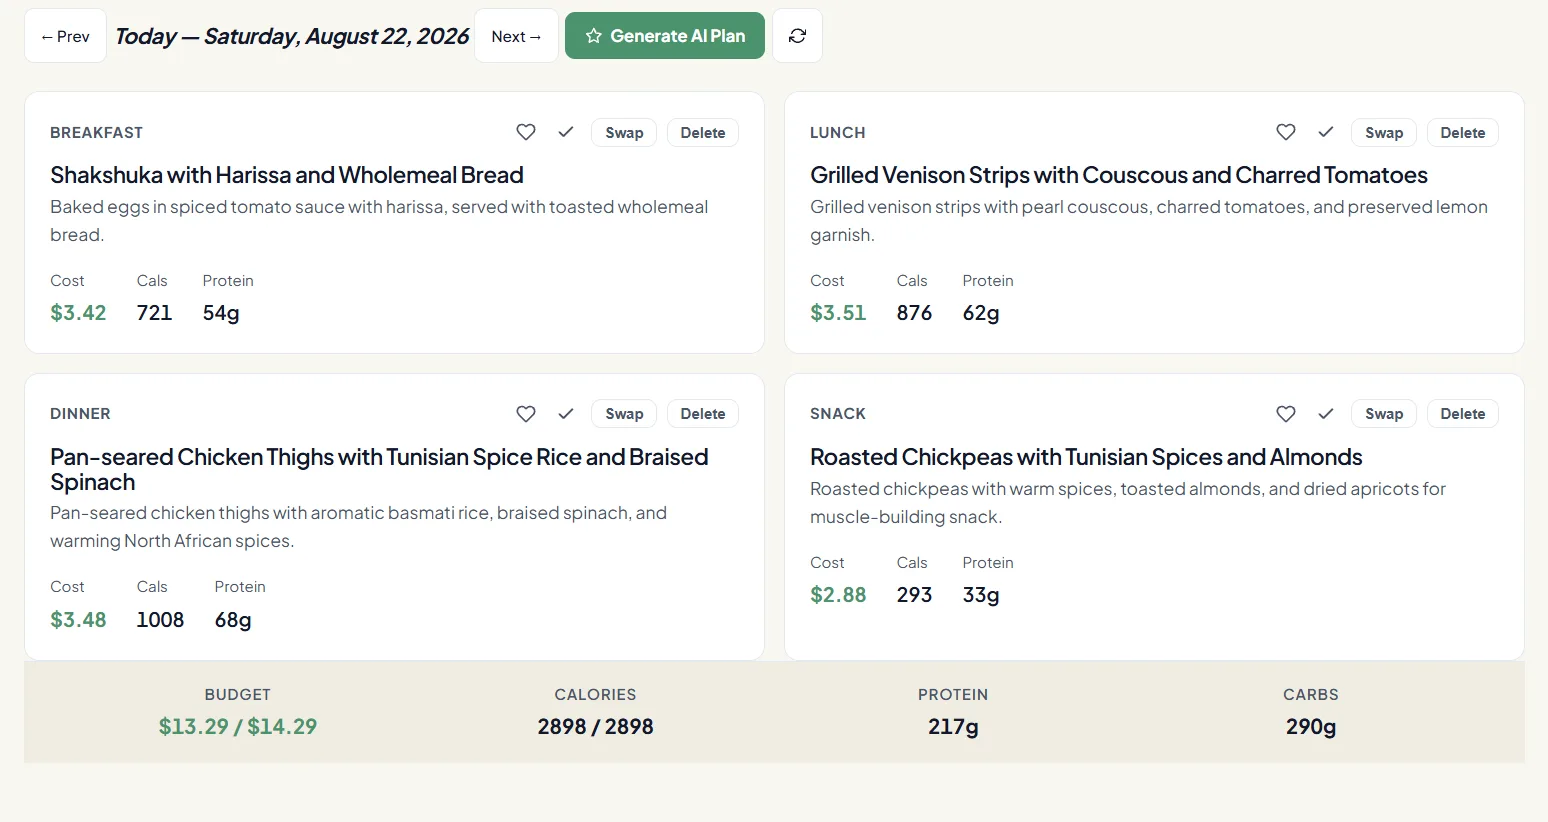 ← Prev
Today — Saturday, August 22, 2026
Next →
Generate AI Plan
BREAKFAST
Swap
Delete
Shakshuka with Harissa and Wholemeal Bread
Baked eggs in spiced tomato sauce with harissa, served with toasted wholemeal
bread.
Cost Cals Protein
$3.42 721 54g
LUNCH
Swap
Delete
Grilled Venison Strips with Couscous and Charred Tomatoes
Grilled venison strips with pearl couscous, charred tomatoes, and preserved lemon
garnish.
Cost Cals Protein
$3.51 876 62g
DINNER
Swap
Delete
Pan-seared Chicken Thighs with Tunisian Spice Rice and Braised
Spinach
Pan-seared chicken thighs with aromatic basmati rice, braised spinach, and
warming North African spices.
Cost Cals Protein
$3.48 1008 68g
SNACK
Swap
Delete
Roasted Chickpeas with Tunisian Spices and Almonds
Roasted chickpeas with warm spices, toasted almonds, and dried apricots for
muscle-building snack.
Cost Cals Protein
$2.88 293 33g
BUDGET CALORIES PROTEIN CARBS
$13.29 / $14.29 2898 / 2898 217g 290g